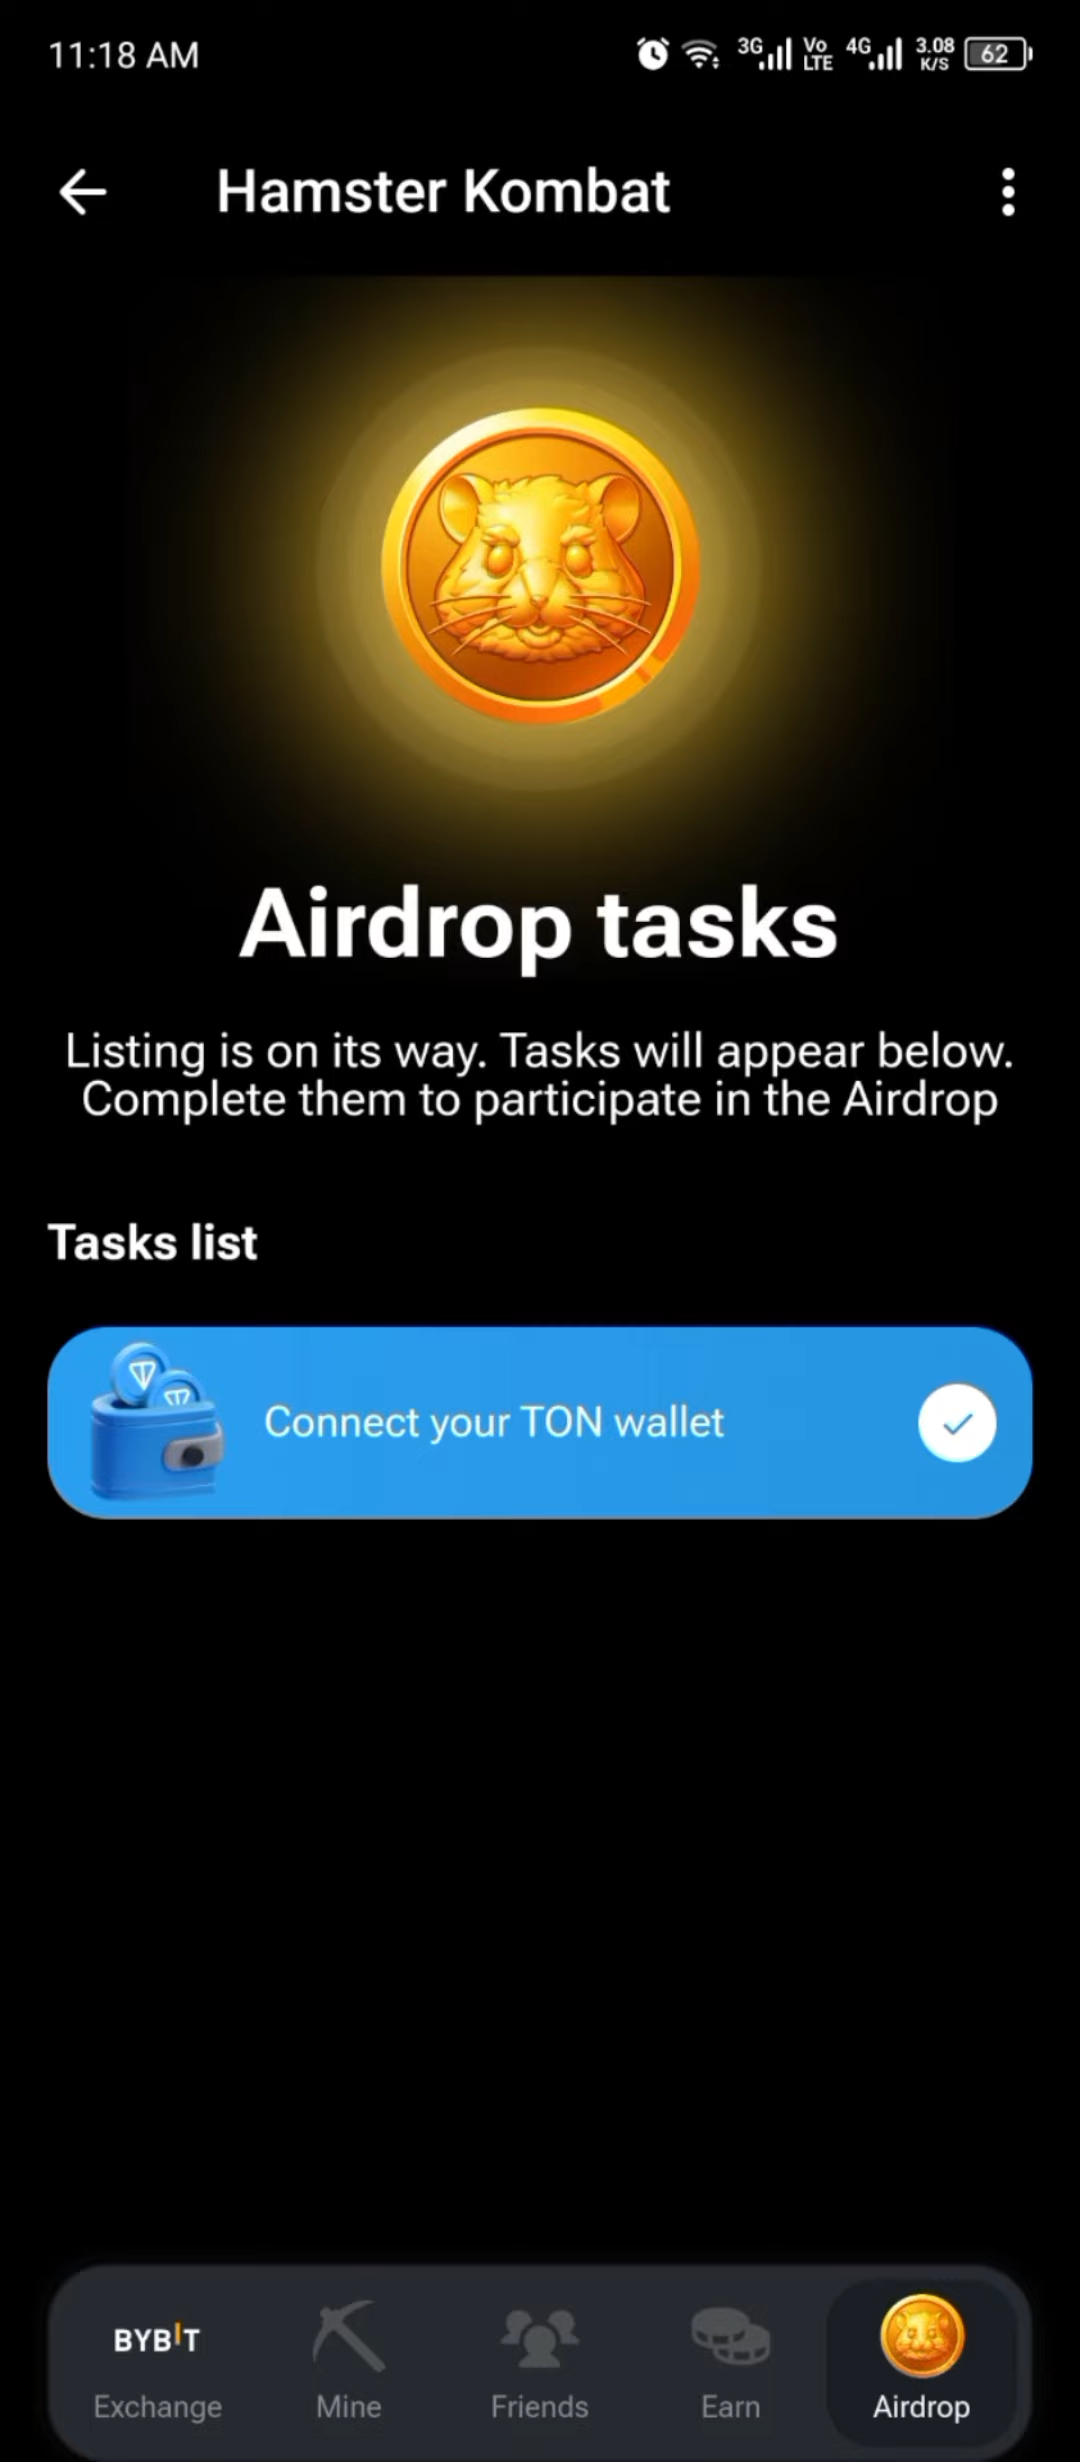 11:18 AM
3G
Vo
LTE
4G
3.08
K/S
62
Hamster Kombat
Airdrop tasks
Listing is on its way. Tasks will appear below.
Complete them to participate in the Airdrop
Tasks list
Connect your TON wallet
BYBIT
Exchange
Mine
Friends
Earn
Airdrop